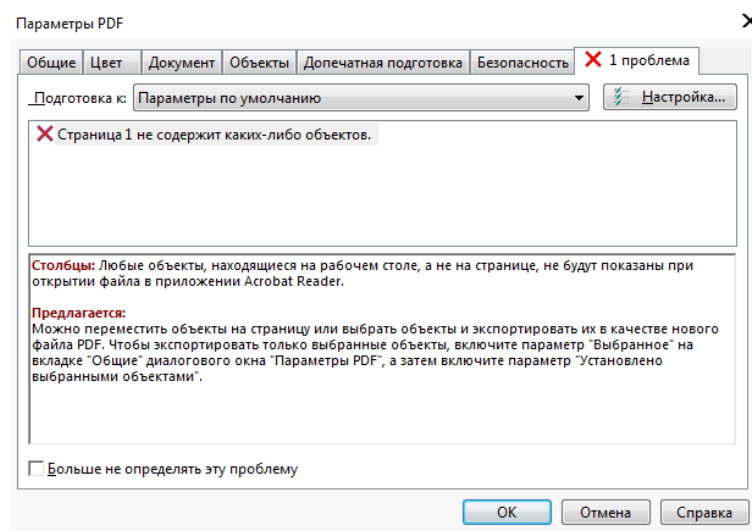 Параметры PDF
Общие Цвет Документ Объекты Допечатная подготовка Безопасность 1 проблема
Подготовка к: Параметры по умолчанию Настройка...
Страница 1 не содержит каких-либо объектов.
Столбцы: Любые объекты, находящиеся на рабочем столе, а не на странице, не будут показаны при
открытии файла в приложении Acrobat Reader.
Предлагается:
Можно переместить объекты на страницу или выбрать объекты и экспортировать их в качестве нового
файла PDF. Чтобы экспортировать только выбранные объекты, включите параметр "Выбранное" на
вкладке "Общие" диалогового окна "Параметры PDF", а затем включите параметр "Установлено
выбранными объектами".
Больше не определять эту проблему
ОК Отмена Справка